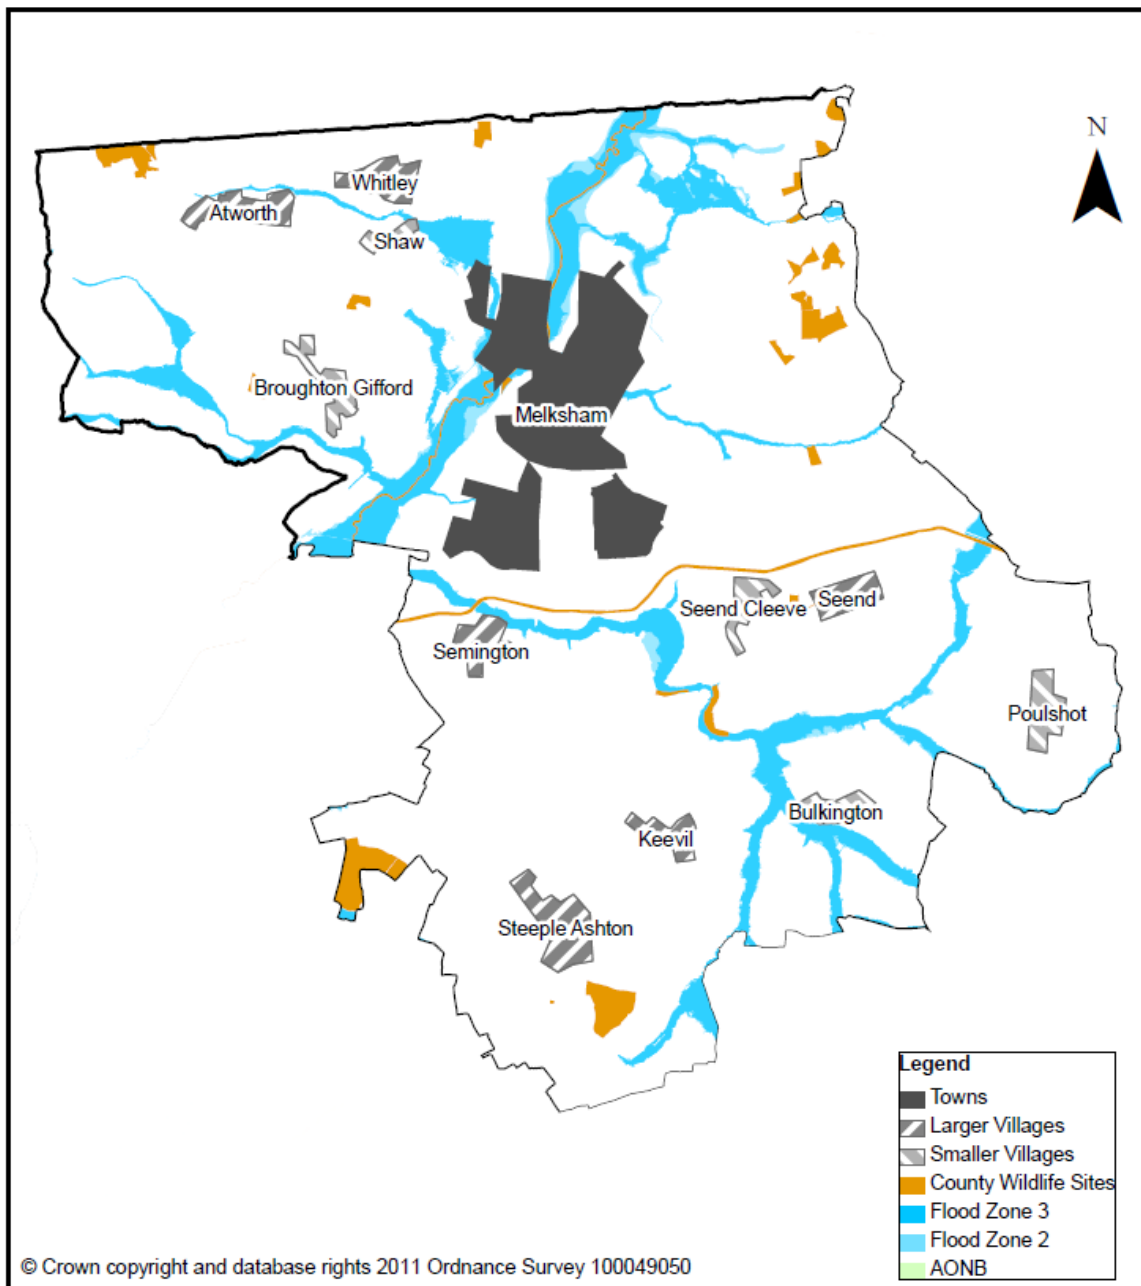 N
Whitley
Atworth
Shaw
Broughton Gifford
Melksham
Seend Cleeve
Seend
Semington
Poulshot
Bulkington
Keevil
Steeple Ashton
Legend
Towns
Larger Villages
Smaller Villages
County Wildlife Sites
Flood Zone 3
Flood Zone 2
AONB
© Crown copyright and database rights 2011 Ordnance Survey 100049050